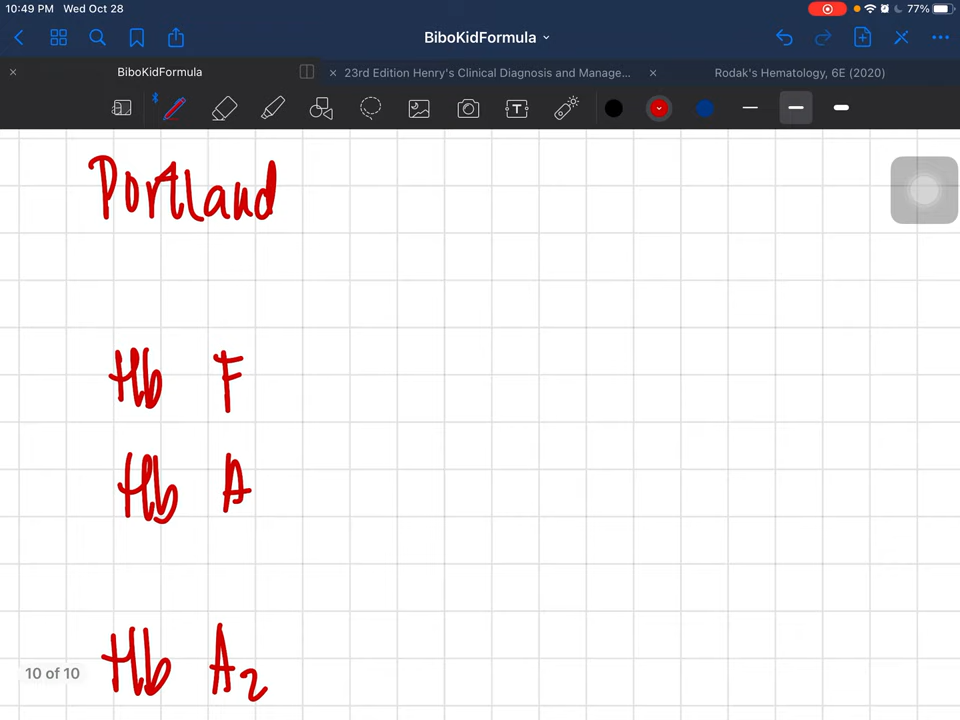 10:49 PM Wed Oct 28
77%
BiboKidFormula
BiboKidFormula
23rd Edition Henry's Clinical Diagnosis and Manage...
Rodak's Hematology, 6E (2020)
Portland
Hb F
Hb A
Hb A2
10 of 10